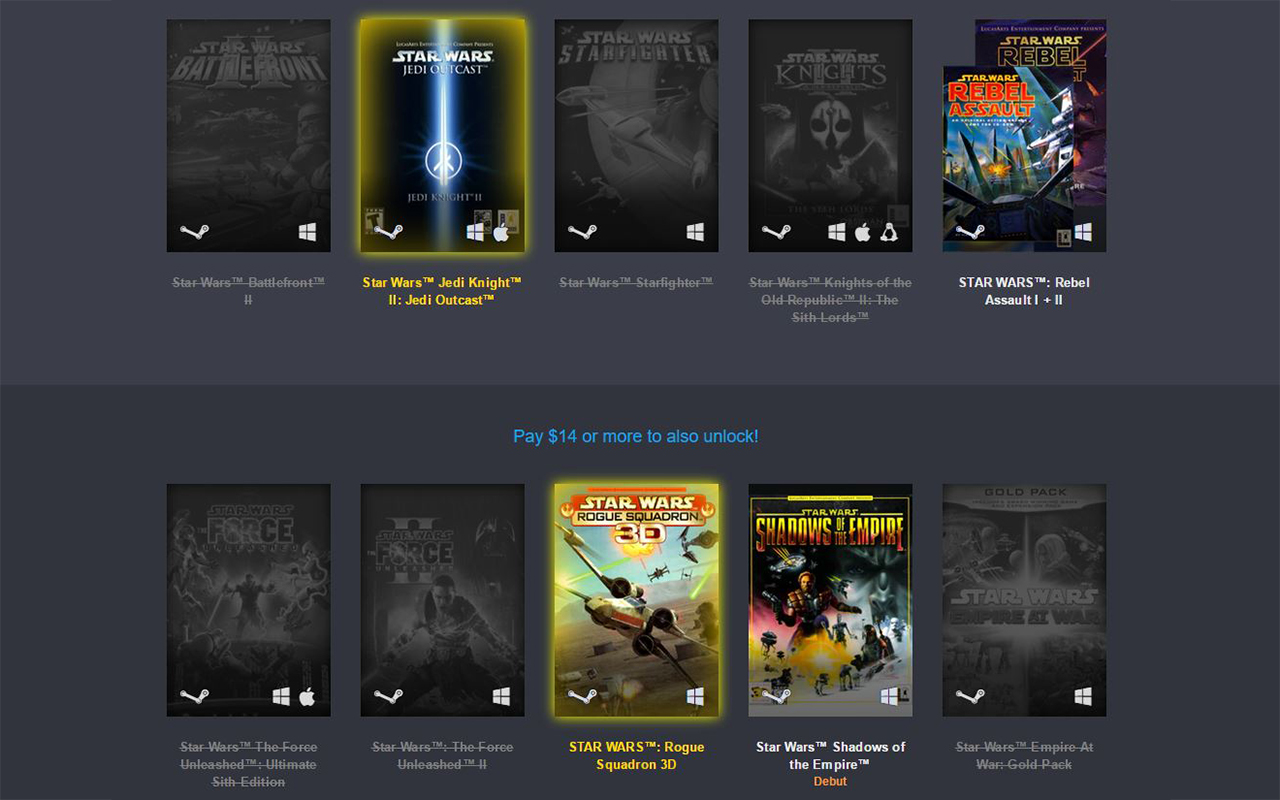 STAR WARS
BATTLEFRONT
II
LucasArts Entertainment Company Presents
STAR WARS
JEDI OUTCAST™
JEDI KNIGHT™ II
TEEN
STAR WARS
STARFIGHTER
STAR WARS
KNIGHTS
II
THE SITH LORDS
LucasArts Entertainment Company Presents
STAR WARS
REBEL
STAR WARS
REBEL
ASSAULT
Star Wars™ Battlefront™
II
Star Wars™ Jedi Knight™
II: Jedi Outcast™
Star Wars™ Starfighter™
Star Wars™ Knights of the
Old Republic™ II: The
Sith Lords™
STAR WARS™: Rebel
Assault I + II
Pay $14 or more to also unlock!
STAR WARS
THE FORCE
UNLEASHED
STAR WARS
THE FORCE
UNLEASHED
II
STAR WARS
ROGUE SQUADRON
3D
STAR WARS
SHADOWS OF THE EMPIRE
GOLD PACK
STAR WARS
EMPIRE AT WAR
Star Wars™ The Force
Unleashed™: Ultimate
Sith Edition
Star Wars™: The Force
Unleashed™ II
STAR WARS™: Rogue
Squadron 3D
Star Wars™ Shadows of
the Empire™
Debut
Star Wars™ Empire At
War: Gold Pack